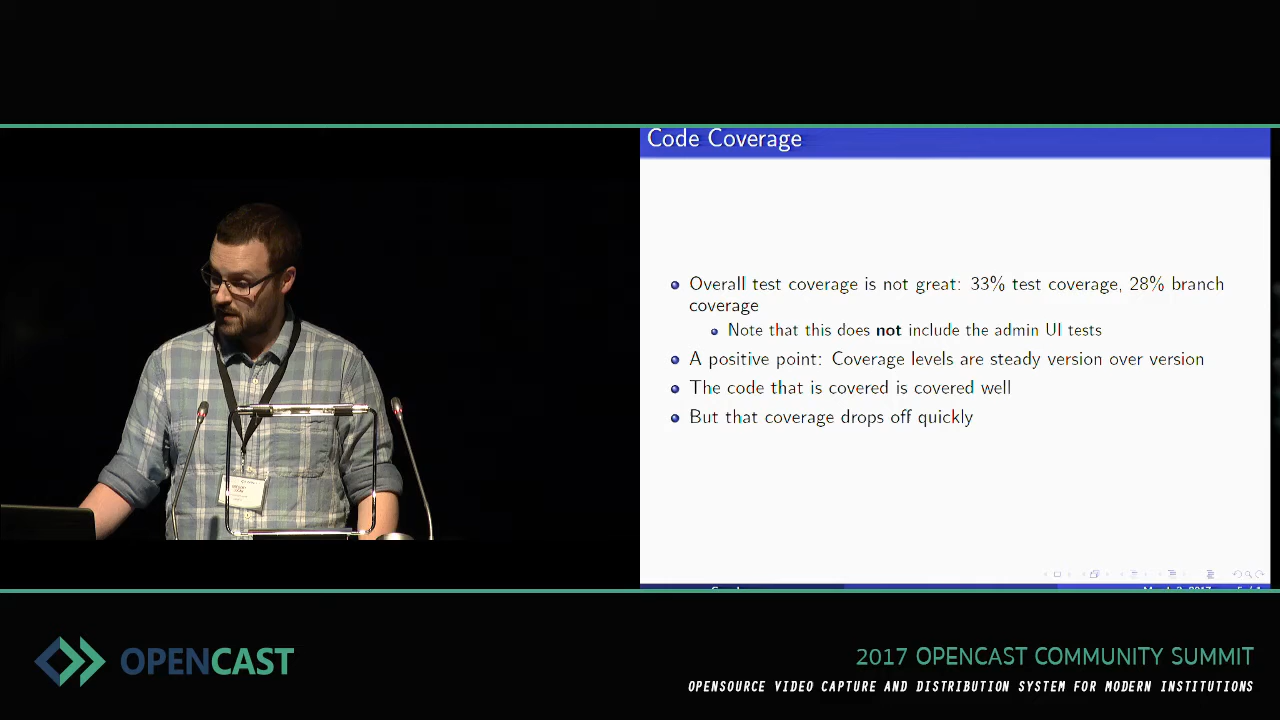 Code Coverage
Overall test coverage is not great: 33% test coverage, 28% branch
coverage
Note that this does not include the admin UI tests
A positive point: Coverage levels are steady version over version
The code that is covered is covered well
But that coverage drops off quickly
OPENCAST
2017 OPENCAST COMMUNITY SUMMIT
OPENSOURCE VIDEO CAPTURE AND DISTRIBUTION SYSTEM FOR MODERN INSTITUTIONS